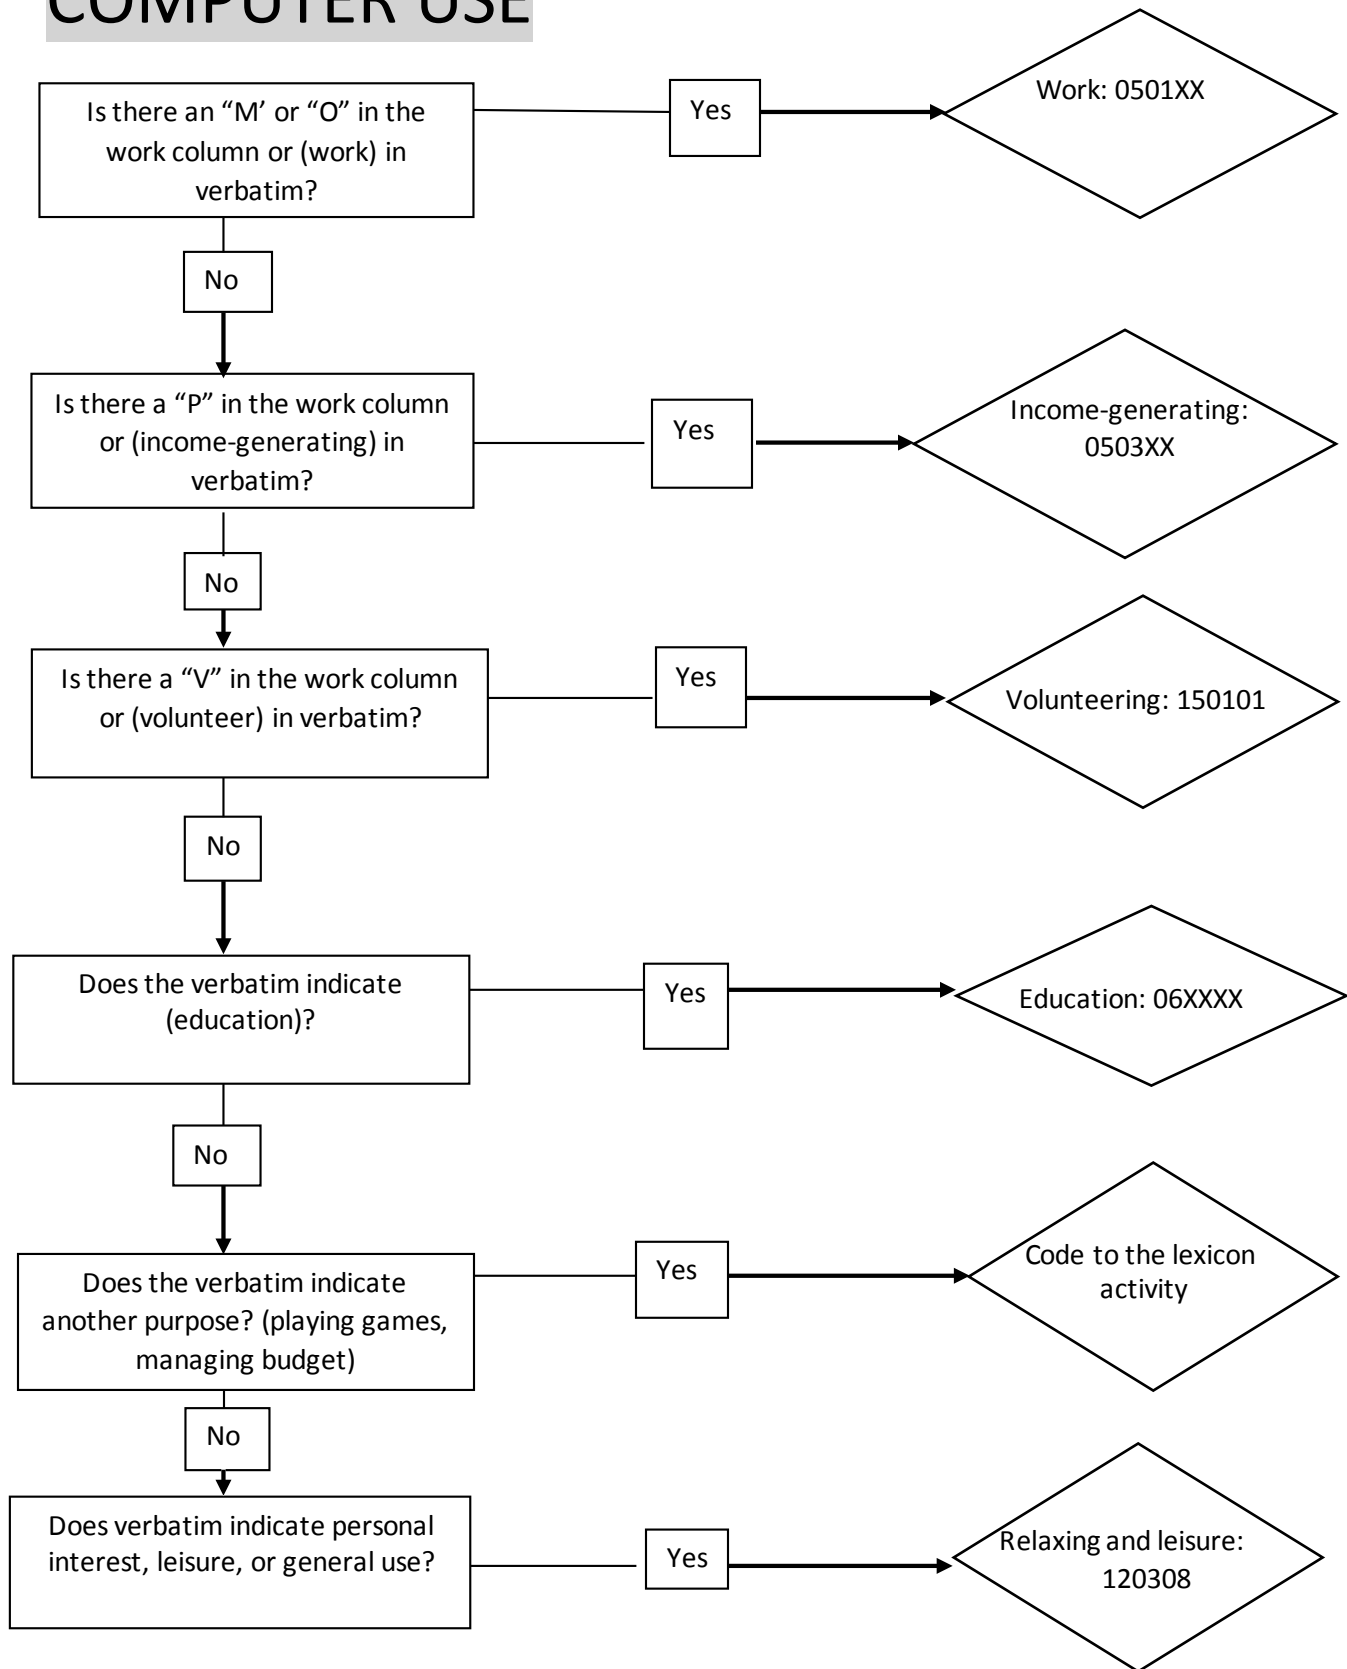 COMPUTER USE
Is there an “M’ or “O” in the
work column or (work) in
verbatim?
Yes
Work: 0501XX
No
Is there a “P” in the work column
or (income-generating) in
verbatim?
Yes
Income-generating:
0503XX
No
Is there a “V” in the work column
or (volunteer) in verbatim?
Yes
Volunteering: 150101
No
Does the verbatim indicate
(education)?
Yes
Education: 06XXXX
No
Does the verbatim indicate
another purpose? (playing games,
managing budget)
Yes
Code to the lexicon
activity
No
Does verbatim indicate personal
interest, leisure, or general use?
Yes
Relaxing and leisure:
120308